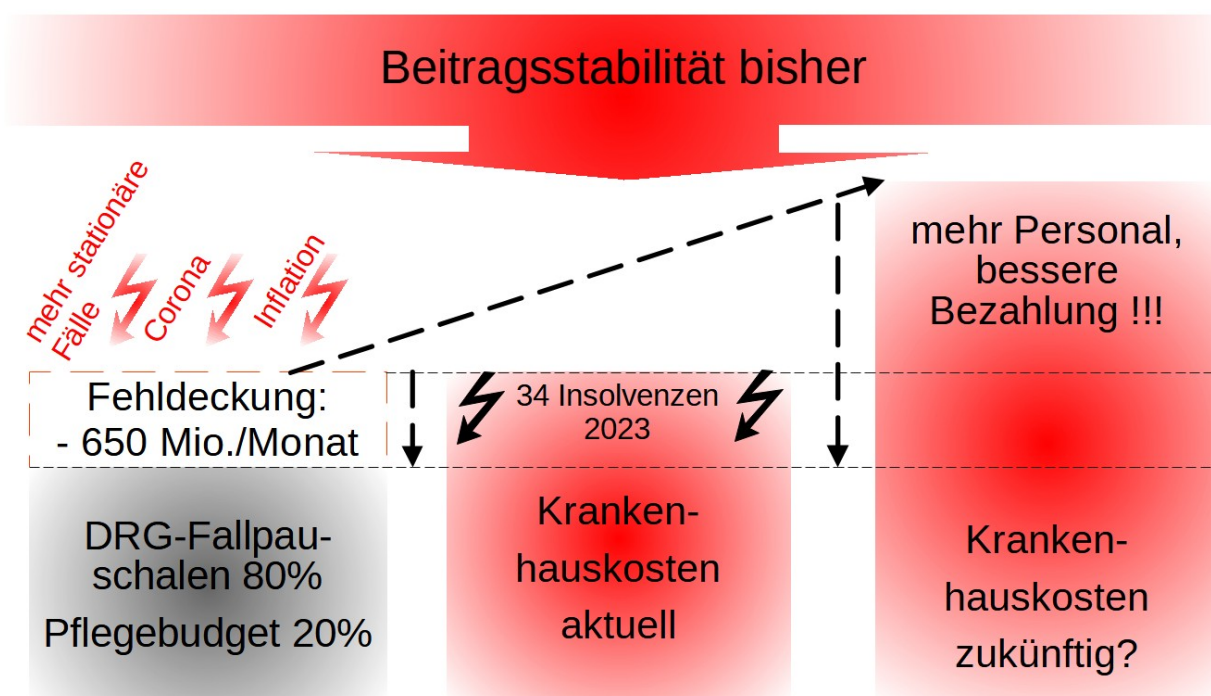 Beitragsstabilität bisher
mehr stationäre
Fälle
Corona
Inflation
Fehldeckung:
- 650 Mio./Monat
DRG-Fallpau-
schalen 80%
Pflegebudget 20%
34 Insolvenzen
2023
Kranken-
hauskosten
aktuell
mehr Personal,
bessere
Bezahlung !!!
Kranken-
hauskosten
zukünftig?